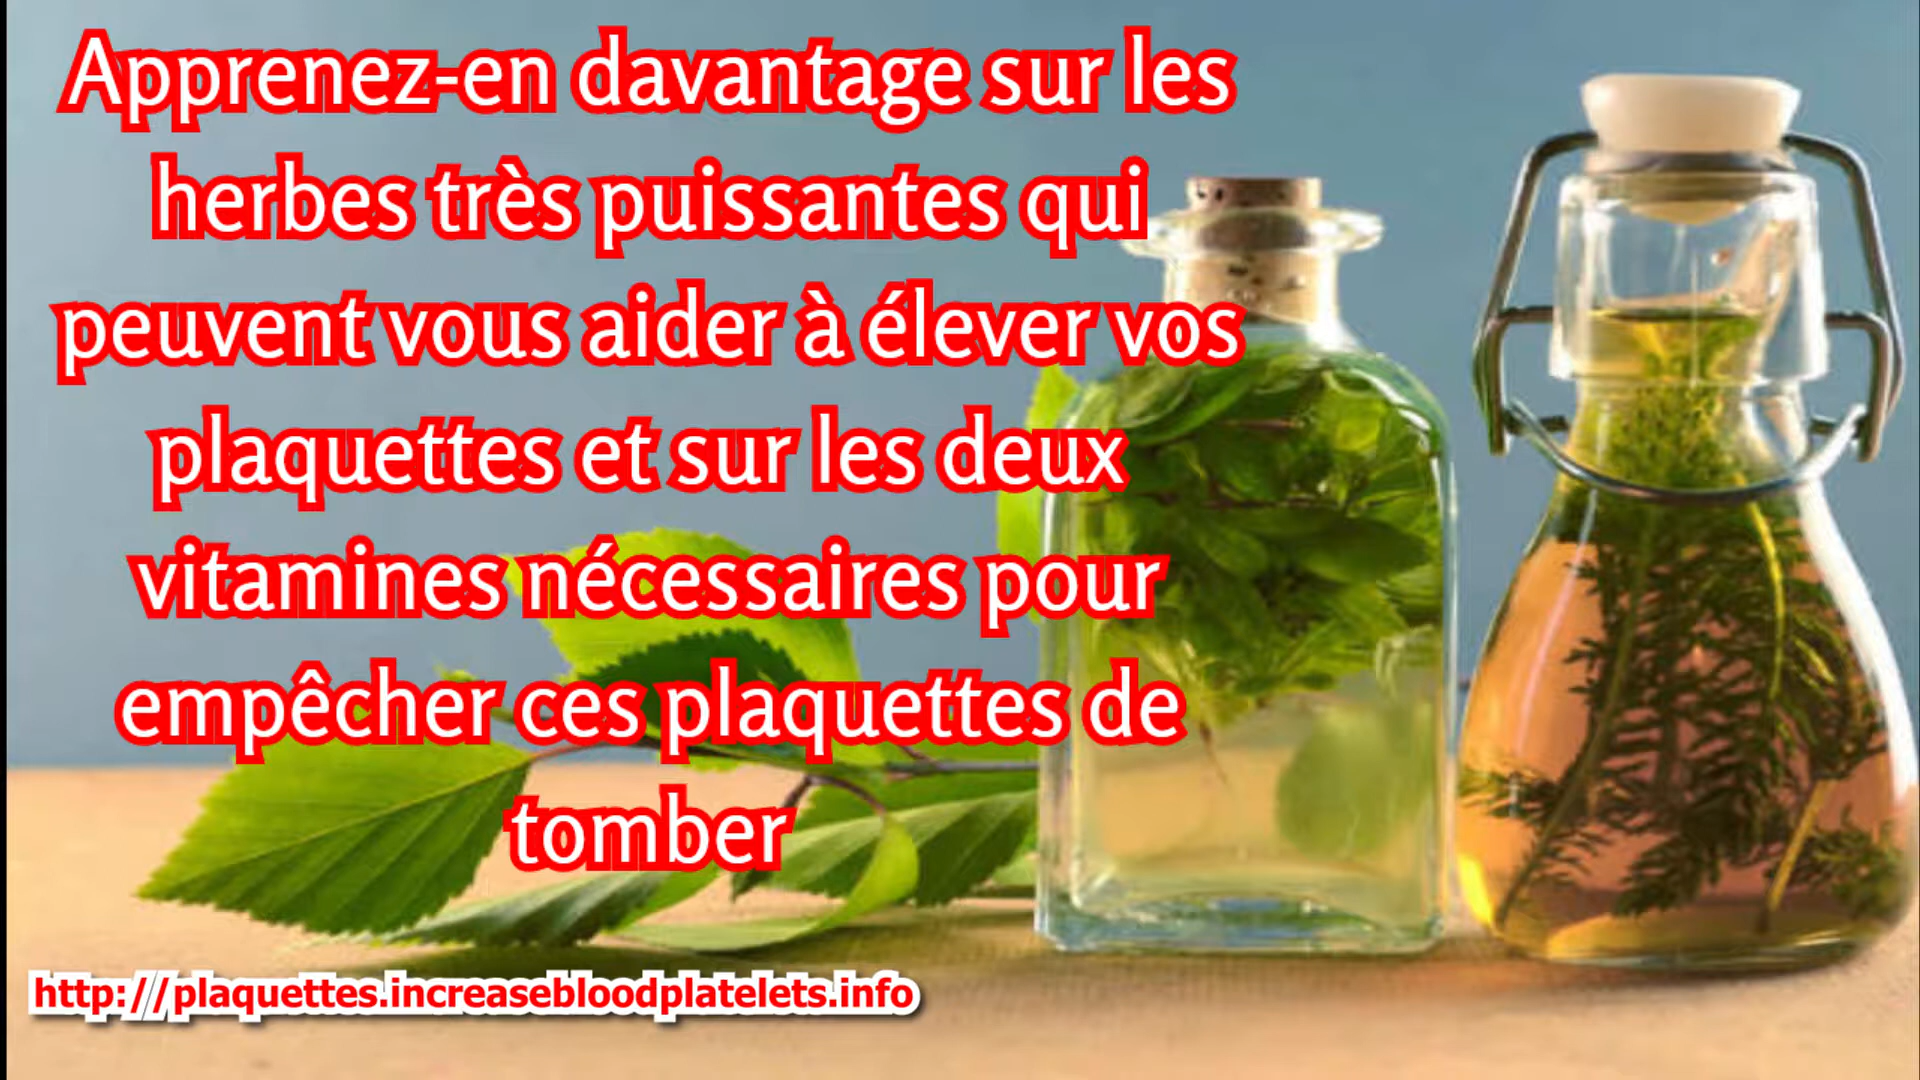 Apprenez-en davantage sur les
herbes très puissantes qui
peuvent vous aider à élever vos
plaquettes et sur les deux
vitamines nécessaires pour
empêcher ces plaquettes de
tomber
http://plaquettes.increasebloodplatelets.info